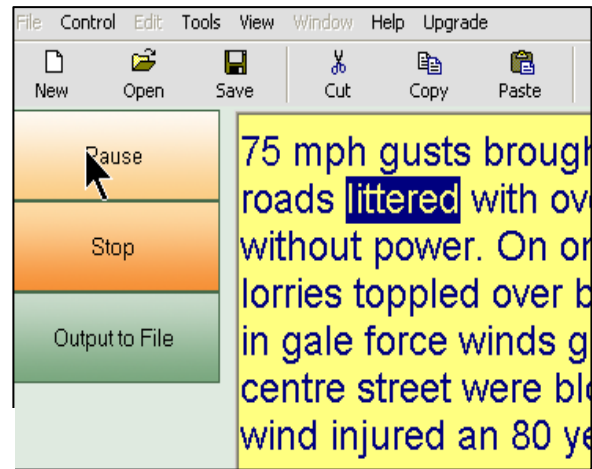 File Control Edit Tools View Window Help Upgrade
New Open Save Cut Copy Paste
Pause
Stop
Output to File
75 mph gusts brough
roads littered with ov
without power. On or
lorries toppled over b
in gale force winds g
centre street were blo
wind injured an 80 ye